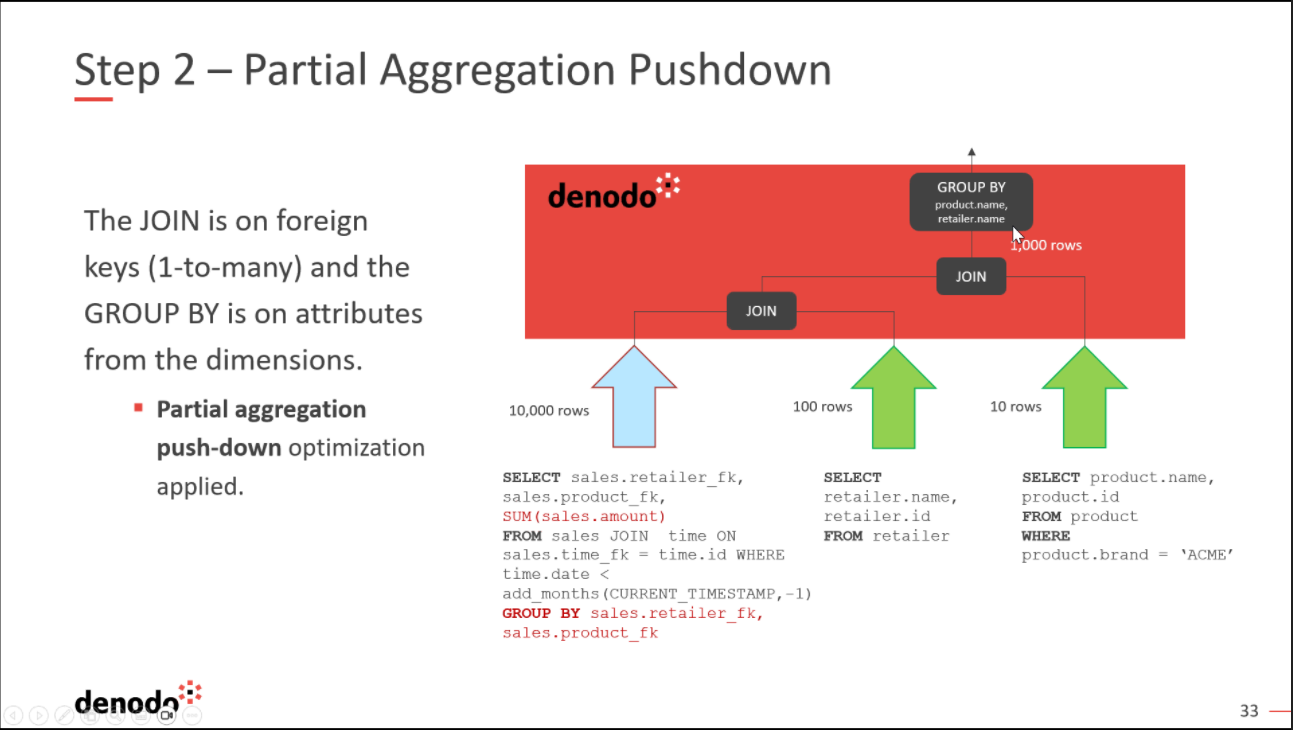 Step 2 – Partial Aggregation Pushdown
The JOIN is on foreign
keys (1-to-many) and the
GROUP BY is on attributes
from the dimensions.
Partial aggregation
push-down optimization
applied.
denodo
GROUP BY
product.name,
retailer.name
1,000 rows
JOIN
JOIN
10,000 rows
100 rows
10 rows
SELECT sales.retailer_fk,
sales.product_fk,
SUM(sales.amount)
FROM sales JOIN  time ON
sales.time_fk = time.id WHERE
time.date <
add_months(CURRENT_TIMESTAMP,-1)
GROUP BY sales.retailer_fk,
sales.product_fk
SELECT
retailer.name,
retailer.id
FROM retailer
SELECT product.name,
product.id
FROM product
WHERE
product.brand = ‘ACME’
denodo
33